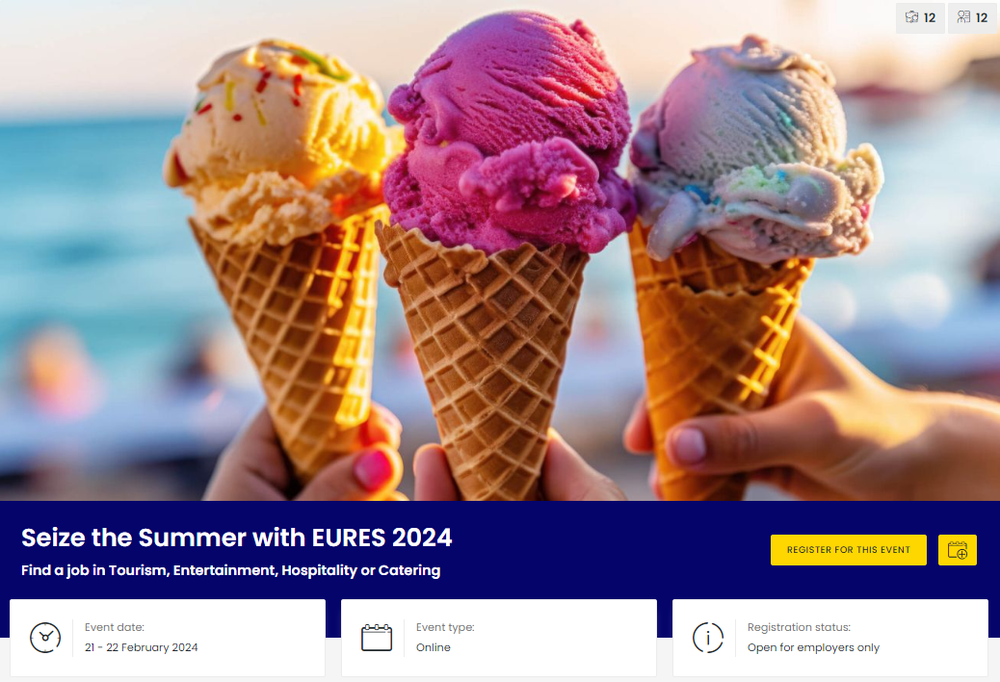 12 12
Seize the Summer with EURES 2024
Find a job in Tourism, Entertainment, Hospitality or Catering
REGISTER FOR THIS EVENT
Event date:
21 - 22 February 2024
Event type:
Online
Registration status:
Open for employers only